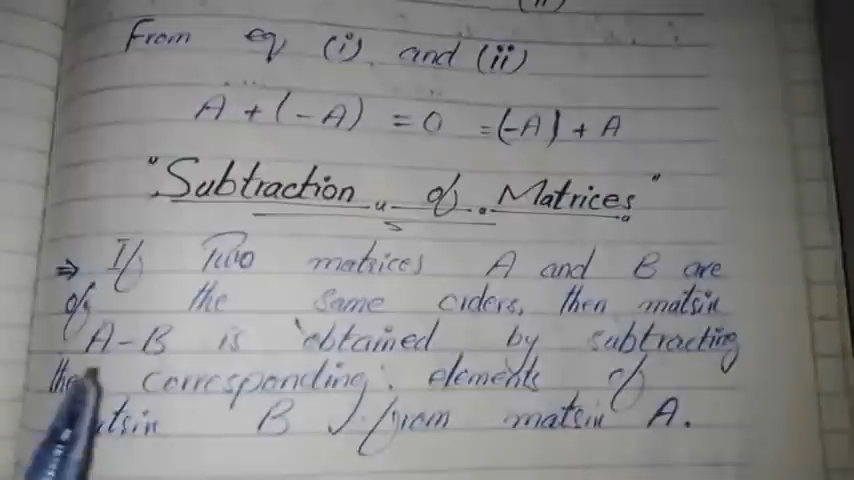 (ii)
From eq (i) and (ii)
A + (-A) = 0 = (-A) + A
"Subtraction of Matrices"
⇒ If Two matrices A and B are
of the same orders, then matrix
A-B is obtained by subtracting
the corresponding elements of
matrix B from matrix A.